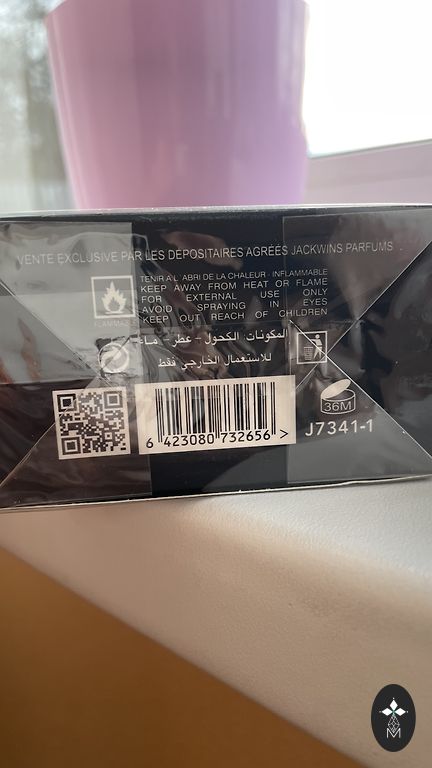 VENTE EXCLUSIVE PAR LES DÉPOSITAIRES AGRÉÉS JACKWINS PARFUMS .
TENIR A L'ABRI DE LA CHALEUR - INFLAMMABLE
KEEP AWAY FROM HEAT OR FLAME
FOR EXTERNAL USE ONLY
AVOID SPRAYING IN EYES
KEEP OUT REACH OF CHILDREN
FLAMMABLE
المكونات الكحول - عطر - ماء
للاستعمال الخارجي فقط
36M
6 423080 732656 >
J7341-1
M